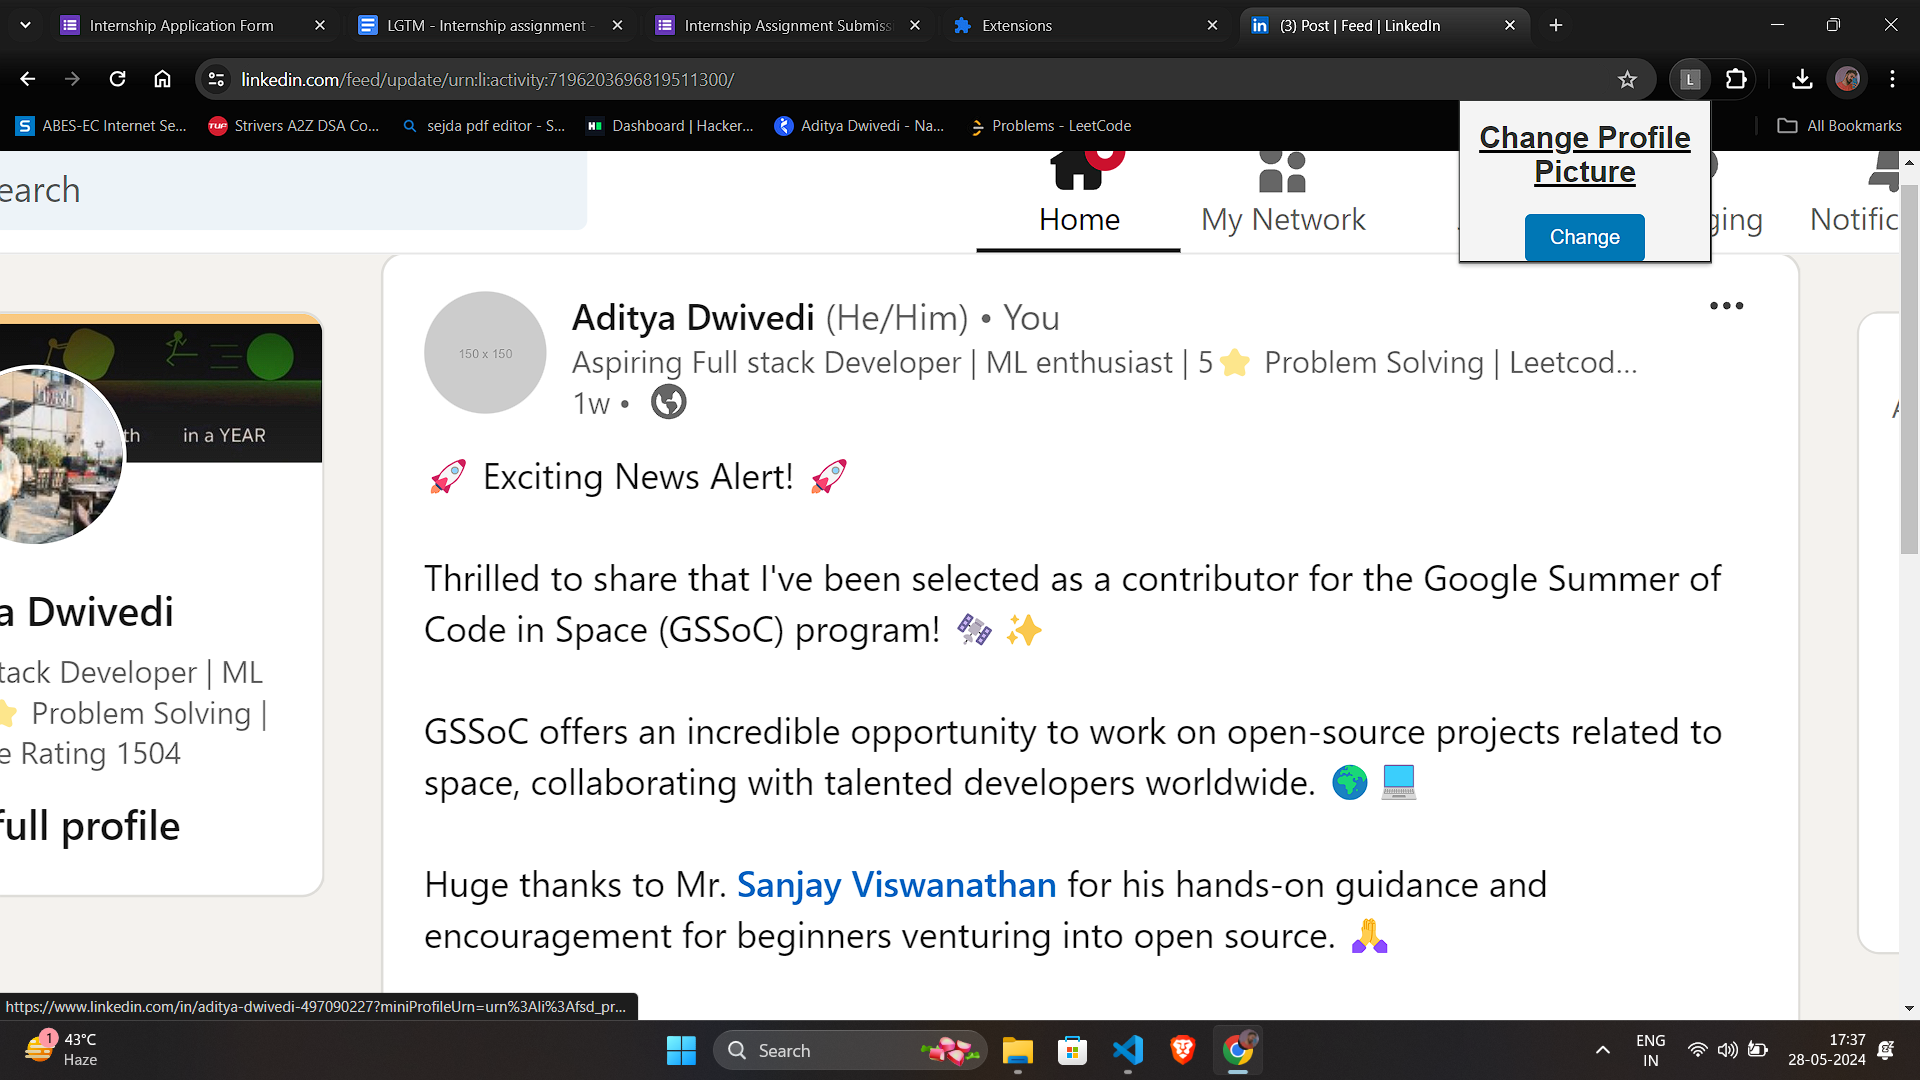 Internship Application Form
LGTM - Internship assignment -
Internship Assignment Submiss
Extensions
(3) Post | Feed | LinkedIn
linkedin.com/feed/update/urn:li:activity:7196203696819511300/
L
ABES-EC Internet Se...
Strivers A2Z DSA Co...
sejda pdf editor - S...
Dashboard | Hacker...
Aditya Dwivedi - Na...
Problems - LeetCode
All Bookmarks
Change Profile
Picture
Change
earch
Home
My Network
ging
Notific
150 x 150
Aditya Dwivedi (He/Him) • You
Aspiring Full stack Developer | ML enthusiast | 5⭐ Problem Solving | Leetcod...
1w •
🚀 Exciting News Alert! 🚀
Thrilled to share that I've been selected as a contributor for the Google Summer of
Code in Space (GSSoC) program! 🛰️ ✨
GSSoC offers an incredible opportunity to work on open-source projects related to
space, collaborating with talented developers worldwide. 🌍 💻
Huge thanks to Mr. Sanjay Viswanathan for his hands-on guidance and
encouragement for beginners venturing into open source. 🙏
th in a YEAR
a Dwivedi
tack Developer | ML
⭐ Problem Solving |
e Rating 1504
full profile
https://www.linkedin.com/in/aditya-dwivedi-497090227?miniProfileUrn=urn%3Ali%3Afsd_pr...
1
43°C
Haze
Search
ENG
IN
17:37
28-05-2024